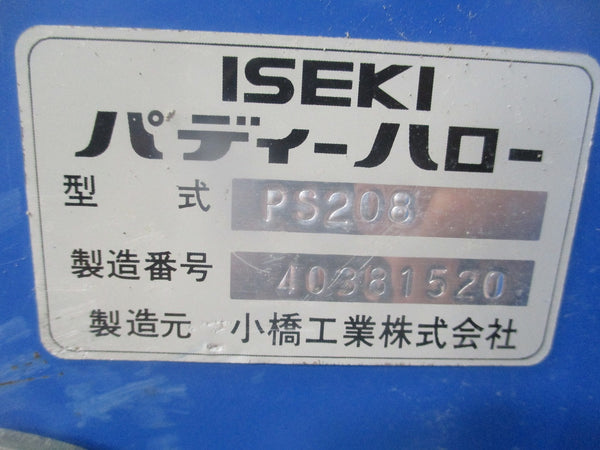 ISEKI
パディーハロー
型式 PS208
製造番号 40381520
製造元 小橋工業株式会社